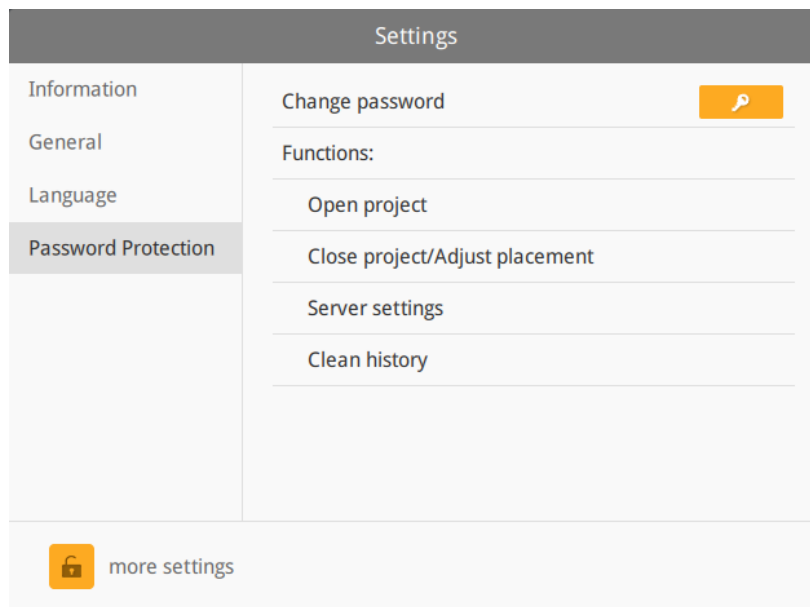 Settings
Information
General
Language
Password Protection
Change password
Functions:
Open project
Close project/Adjust placement
Server settings
Clean history
more settings